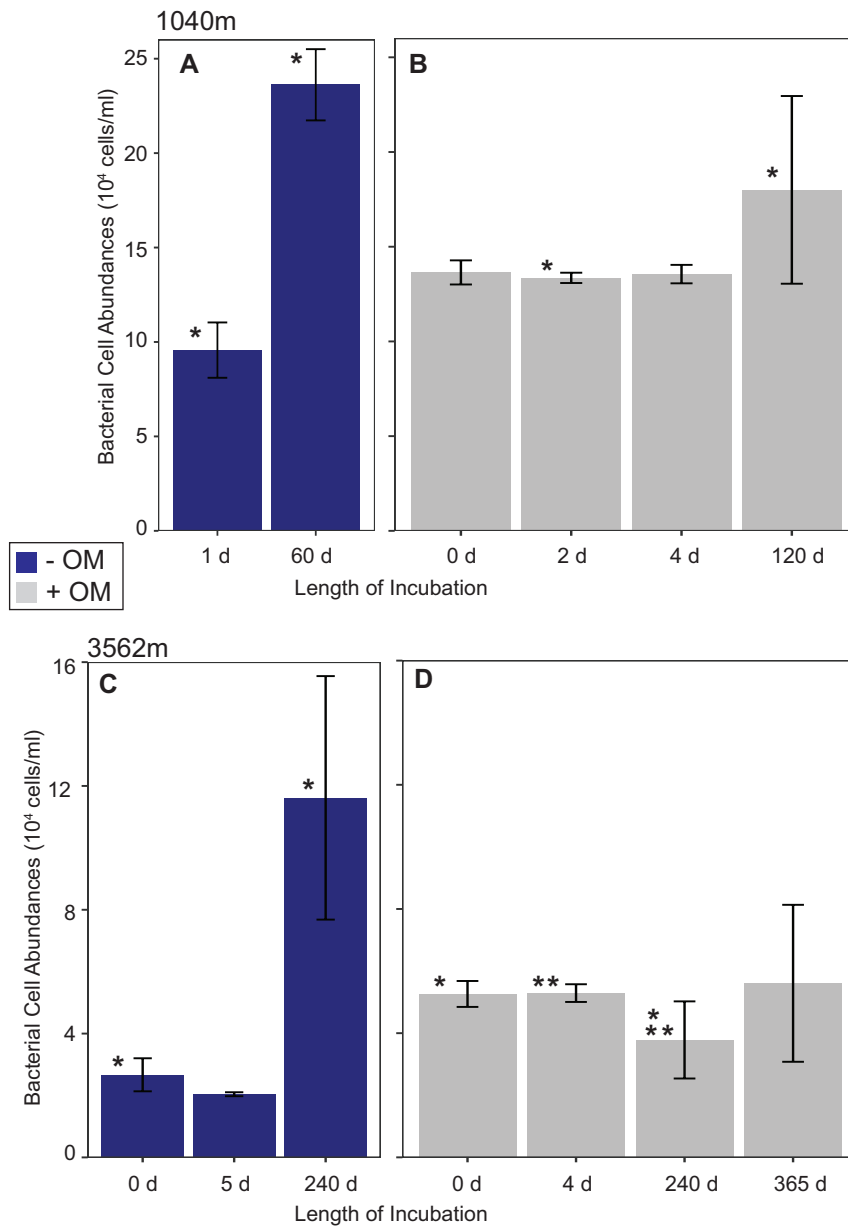 1040m
A
B
Bacterial Cell Abundances (10⁴ cells/ml)
25
20
15
10
5
0
*
*
*
*
1 d 60 d
0 d 2 d 4 d 120 d
Length of Incubation
- OM
+ OM
3562m
C
D
Bacterial Cell Abundances (10⁴ cells/ml)
16
12
8
4
0
*
*
*
**
*
**
0 d 5 d 240 d
0 d 4 d 240 d 365 d
Length of Incubation